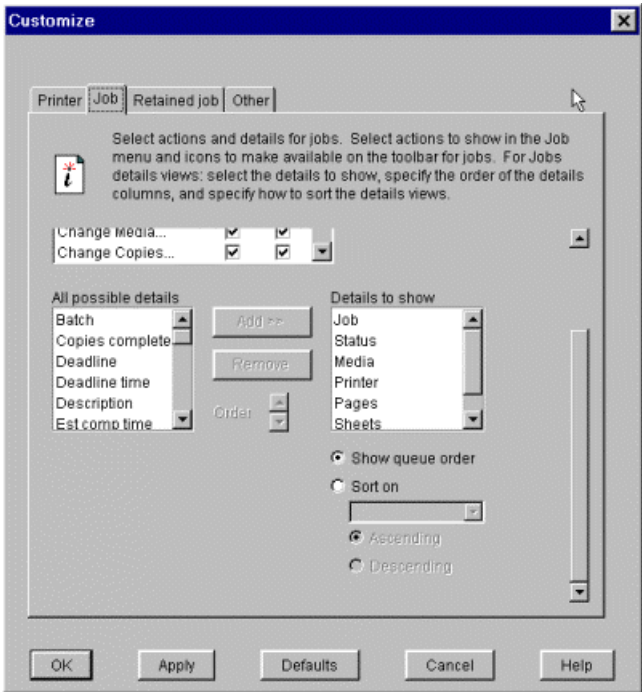 Customize
Printer Job Retained job Other
Select actions and details for jobs. Select actions to show in the Job
menu and icons to make available on the toolbar for jobs. For Jobs
details views: select the details to show, specify the order of the details
columns, and specify how to sort the details views.
Change Media...
Change Copies...
All possible details
Batch
Copies complete
Deadline
Deadline time
Description
Est comp time
Add >>
Remove
Order
Details to show
Job
Status
Media
Printer
Pages
Sheets
Show queue order
Sort on
Ascending
Descending
OK Apply Defaults Cancel Help